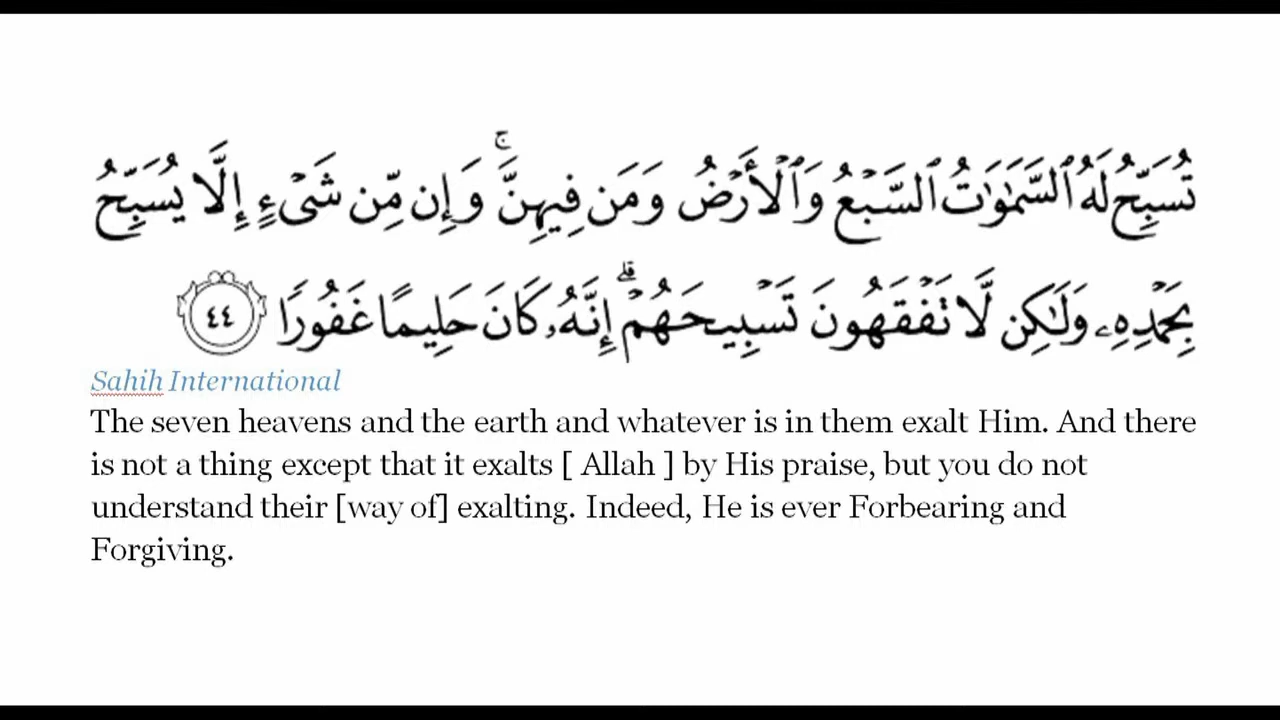 تُسَبِّحُ لَهُ ٱلسَّمَٰوَٰتُ ٱلسَّبۡعُ وَٱلۡأَرۡضُ وَمَن فِيهِنَّۚ وَإِن مِّن شَىۡءٍ إِلَّا يُسَبِّحُ
بِحَمۡدِهِۦ وَلَٰكِن لَّا تَفۡقَهُونَ تَسۡبِيحَهُمۡۗ إِنَّهُۥ كَانَ حَلِيمًا غَفُورٗا ٤٤
Sahih International
The seven heavens and the earth and whatever is in them exalt Him. And there
is not a thing except that it exalts [ Allah ] by His praise, but you do not
understand their [way of] exalting. Indeed, He is ever Forbearing and
Forgiving.